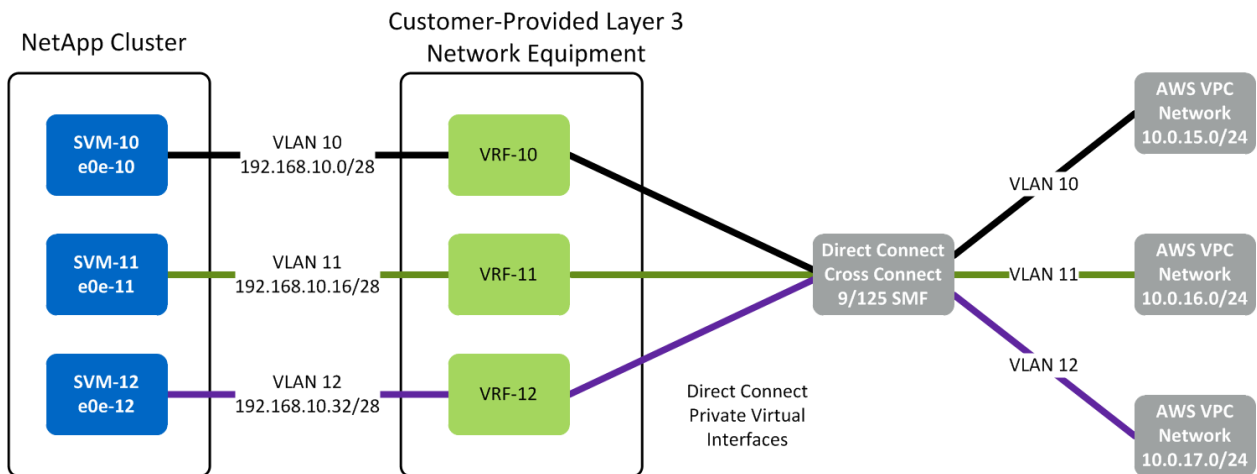 NetApp Cluster
Customer-Provided Layer 3
Network Equipment
SVM-10
e0e-10
VLAN 10
192.168.10.0/28
VRF-10
SVM-11
e0e-11
VLAN 11
192.168.10.16/28
VRF-11
SVM-12
e0e-12
VLAN 12
192.168.10.32/28
VRF-12
Direct Connect
Private Virtual
Interfaces
Direct Connect
Cross Connect
9/125 SMF
VLAN 10
VLAN 11
VLAN 12
AWS VPC
Network
10.0.15.0/24
AWS VPC
Network
10.0.16.0/24
AWS VPC
Network
10.0.17.0/24